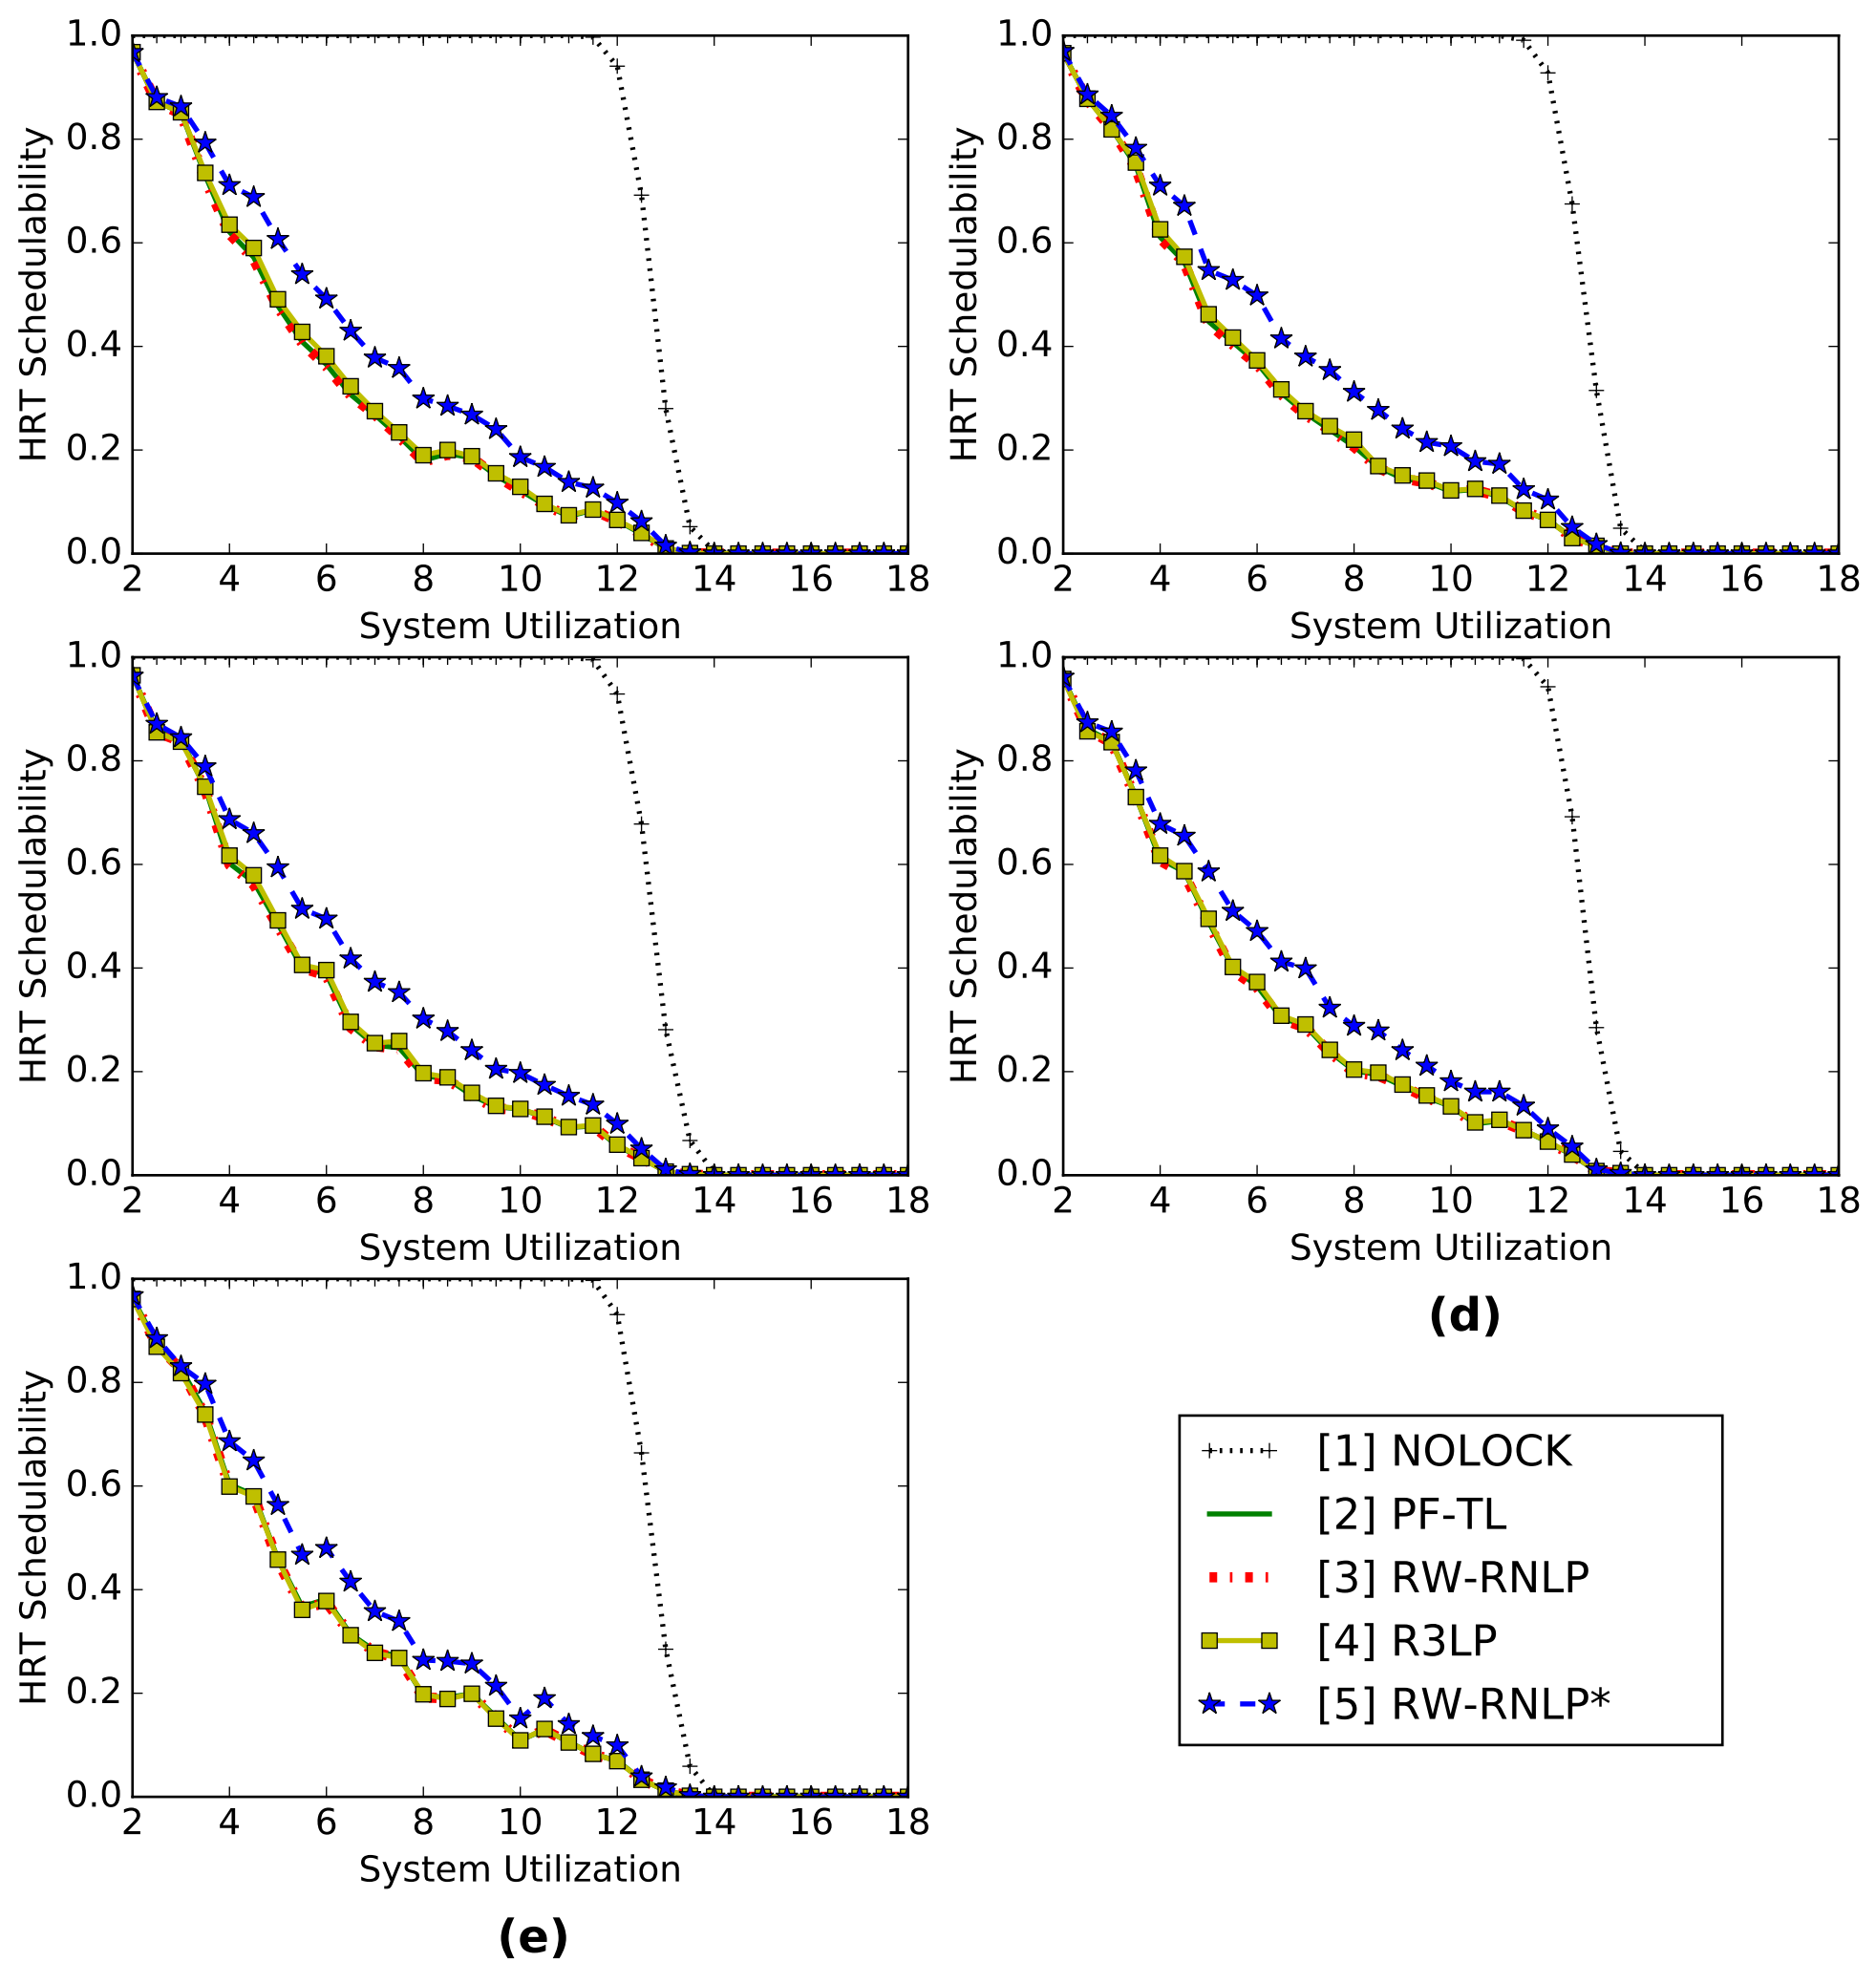 1.0
0.8
0.6
0.4
0.2
0.0
HRT Schedulability
2 4 6 8 10 12 14 16 18
System Utilization
1.0
0.8
0.6
0.4
0.2
0.0
HRT Schedulability
2 4 6 8 10 12 14 16 18
System Utilization
1.0
0.8
0.6
0.4
0.2
0.0
HRT Schedulability
2 4 6 8 10 12 14 16 18
System Utilization
1.0
0.8
0.6
0.4
0.2
0.0
HRT Schedulability
2 4 6 8 10 12 14 16 18
System Utilization
(d)
1.0
0.8
0.6
0.4
0.2
0.0
HRT Schedulability
2 4 6 8 10 12 14 16 18
System Utilization
(e)
[1] NOLOCK
[2] PF-TL
[3] RW-RNLP
[4] R3LP
[5] RW-RNLP*